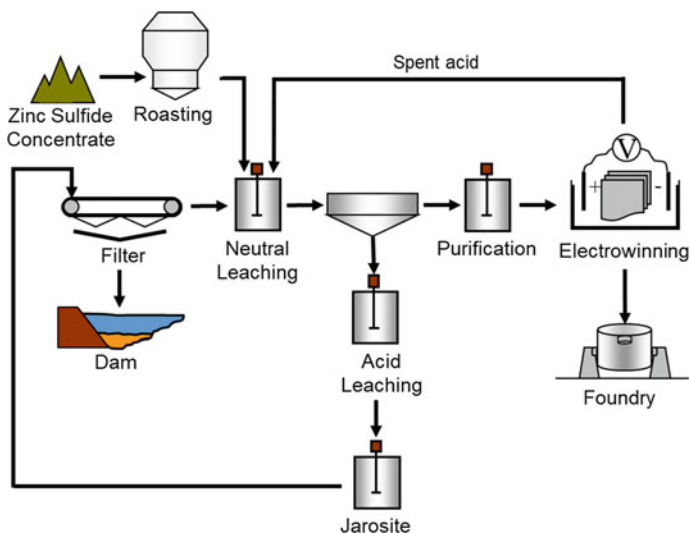 Spent acid
Zinc Sulfide
Concentrate
Roasting
V
+
-
Filter
Neutral
Leaching
Purification
Electrowinning
Dam
Acid
Leaching
Foundry
Jarosite